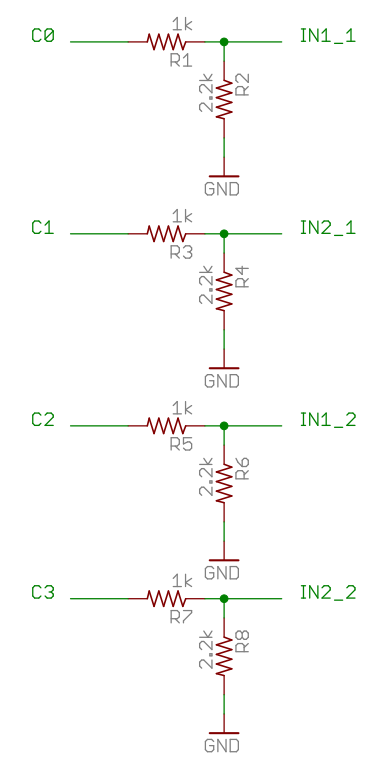 C0 1k IN1_1
R1
2.2k R2
GND
C1 1k IN2_1
R3
2.2k R4
GND
C2 1k IN1_2
R5
2.2k R6
GND
C3 1k IN2_2
R7
2.2k R8
GND